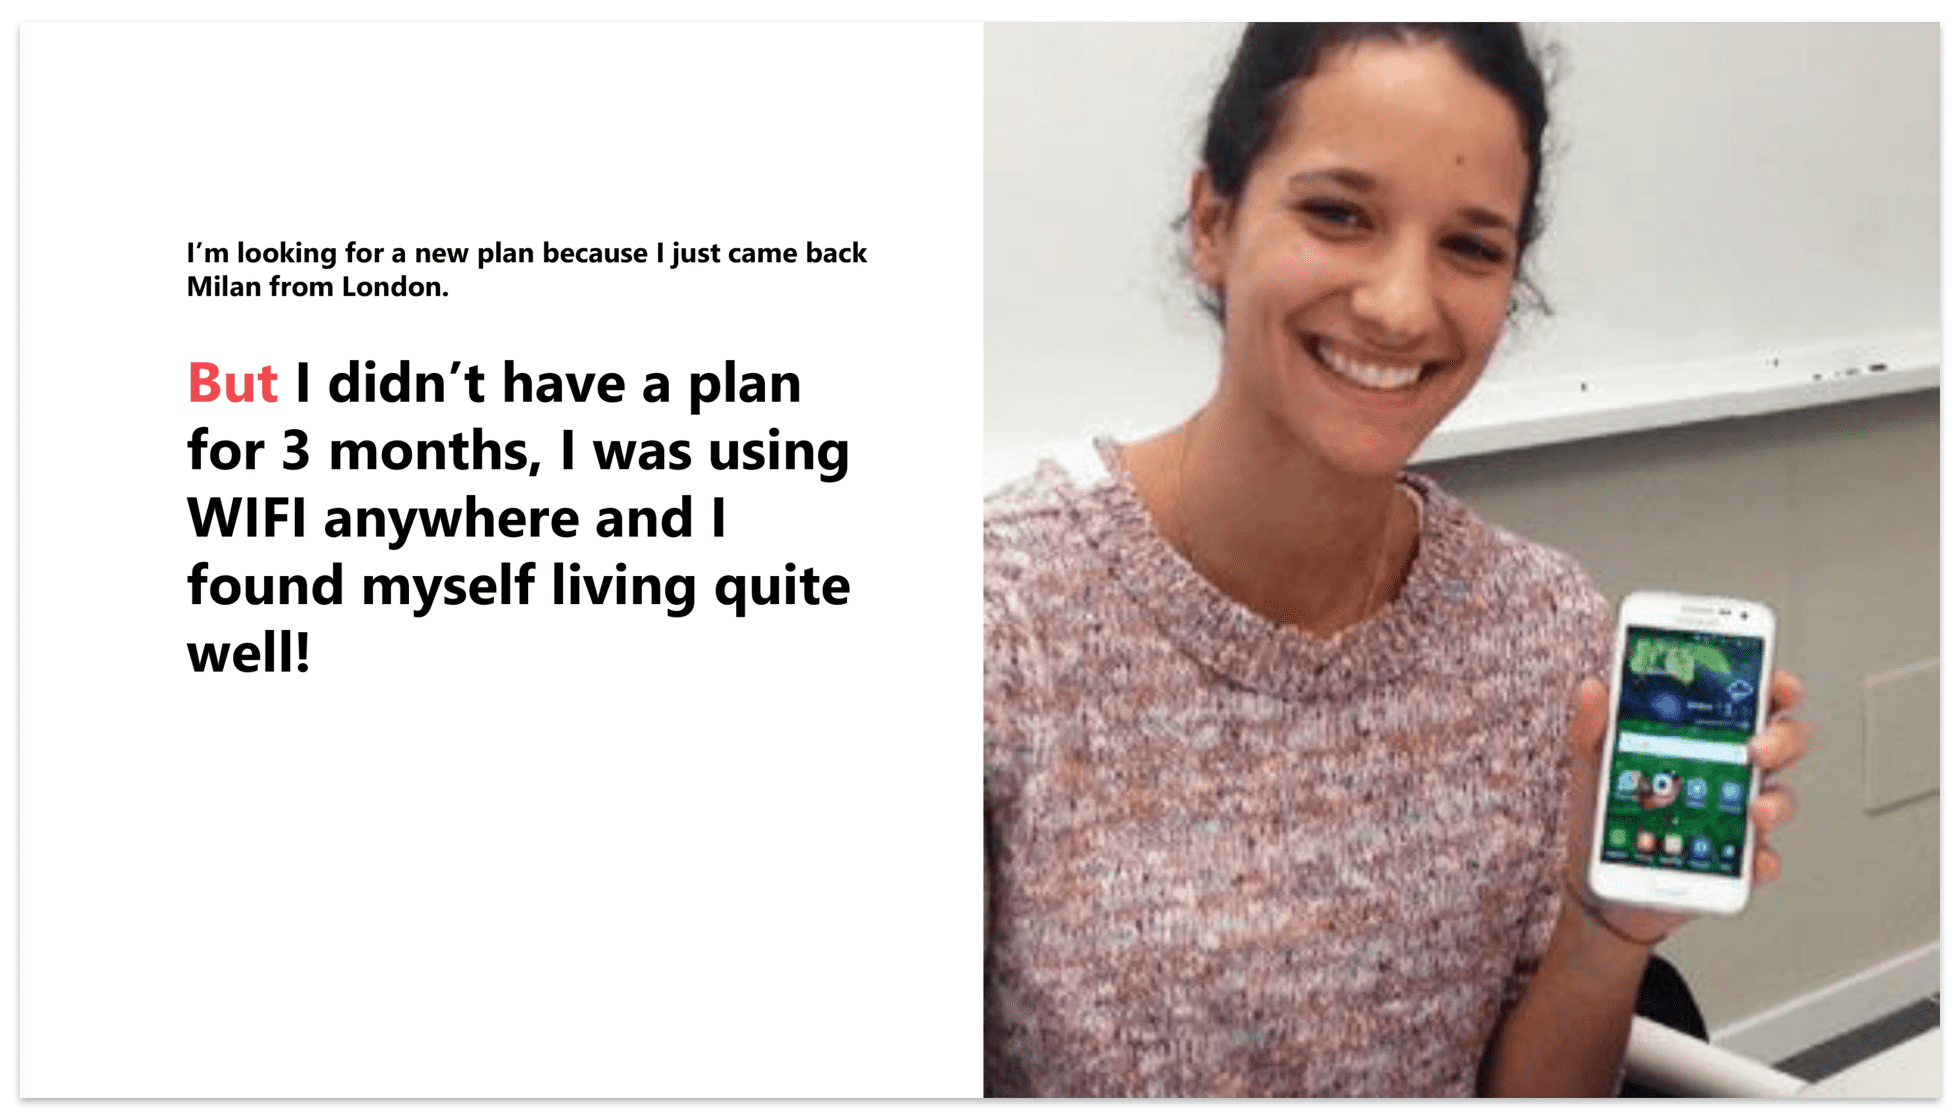 I’m looking for a new plan because I just came back
Milan from London.
But I didn’t have a plan
for 3 months, I was using
WIFI anywhere and I
found myself living quite
well!